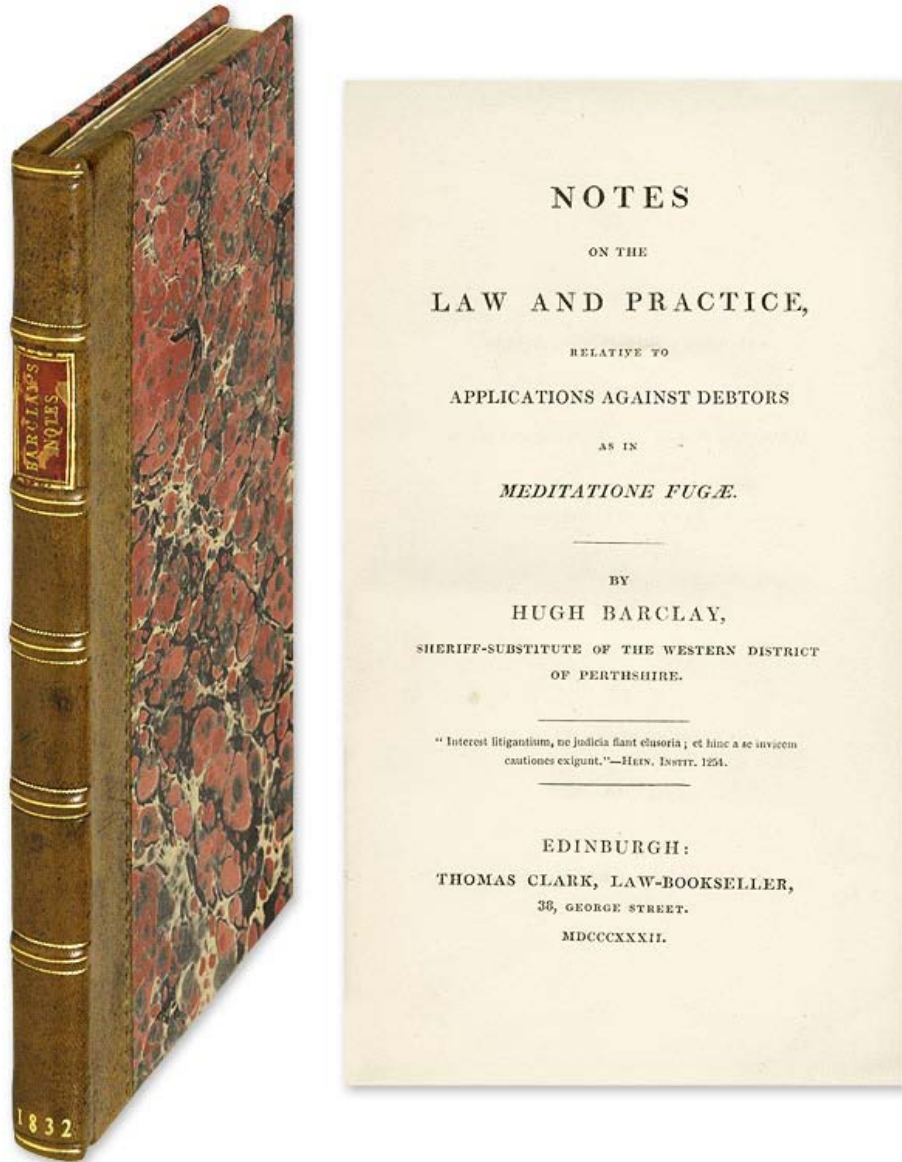 BARCLAY'S
NOTES
1832
NOTES
ON THE
LAW AND PRACTICE,
RELATIVE TO
APPLICATIONS AGAINST DEBTORS
AS IN
MEDITATIONE FUGÆ.
BY
HUGH BARCLAY,
SHERIFF-SUBSTITUTE OF THE WESTERN DISTRICT
OF PERTHSHIRE.
“ Interest litigantium, ne judicia fiant elusoria ; et hinc a se invicem
cautiones exigunt.”—HEIN. INSTIT. 1254.
EDINBURGH:
THOMAS CLARK, LAW-BOOKSELLER,
38, GEORGE STREET.
MDCCCXXXII.